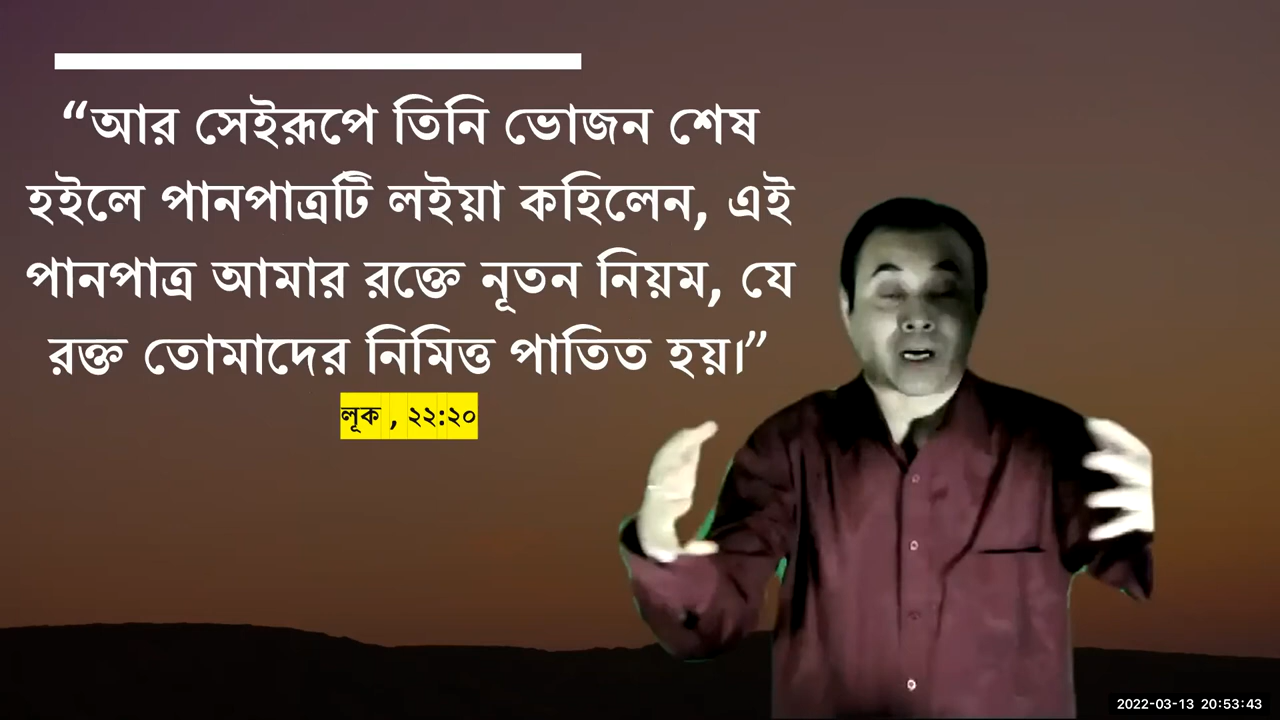 “আর সেইরূপে তিনি ভোজন শেষ
হইলে পানপাত্রটি লইয়া কহিলেন, এই
পানপাত্র আমার রক্তে নূতন নিয়ম, যে
রক্ত তোমাদের নিমিত্ত পাতিত হয়।”
লূক , ২২:২০
2022-03-13 20:53:43